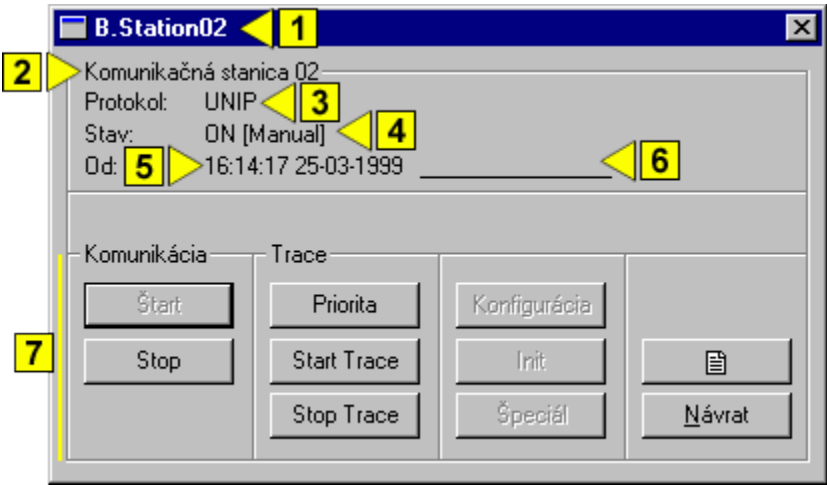 B.Station02 1
2 Komunikačná stanica 02
Protokol: UNIP 3
Stav: ON [Manual] 4
Od: 5 16:14:17 25-03-1999 6
Komunikácia Trace
Štart Priorita Konfigurácia
7 Stop Start Trace Init
Stop Trace Špeciál Návrat